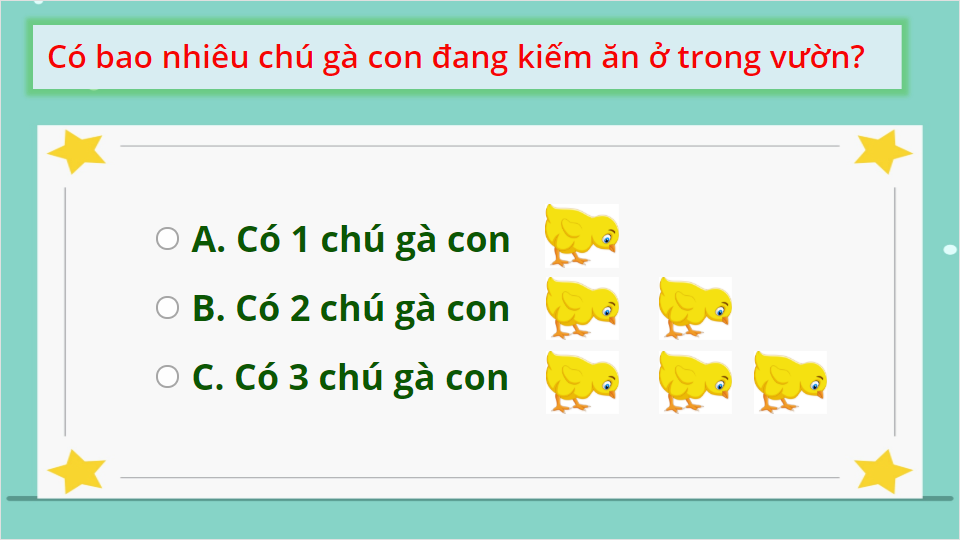 Có bao nhiêu chú gà con đang kiếm ăn ở trong vườn?
A. Có 1 chú gà con
B. Có 2 chú gà con
C. Có 3 chú gà con